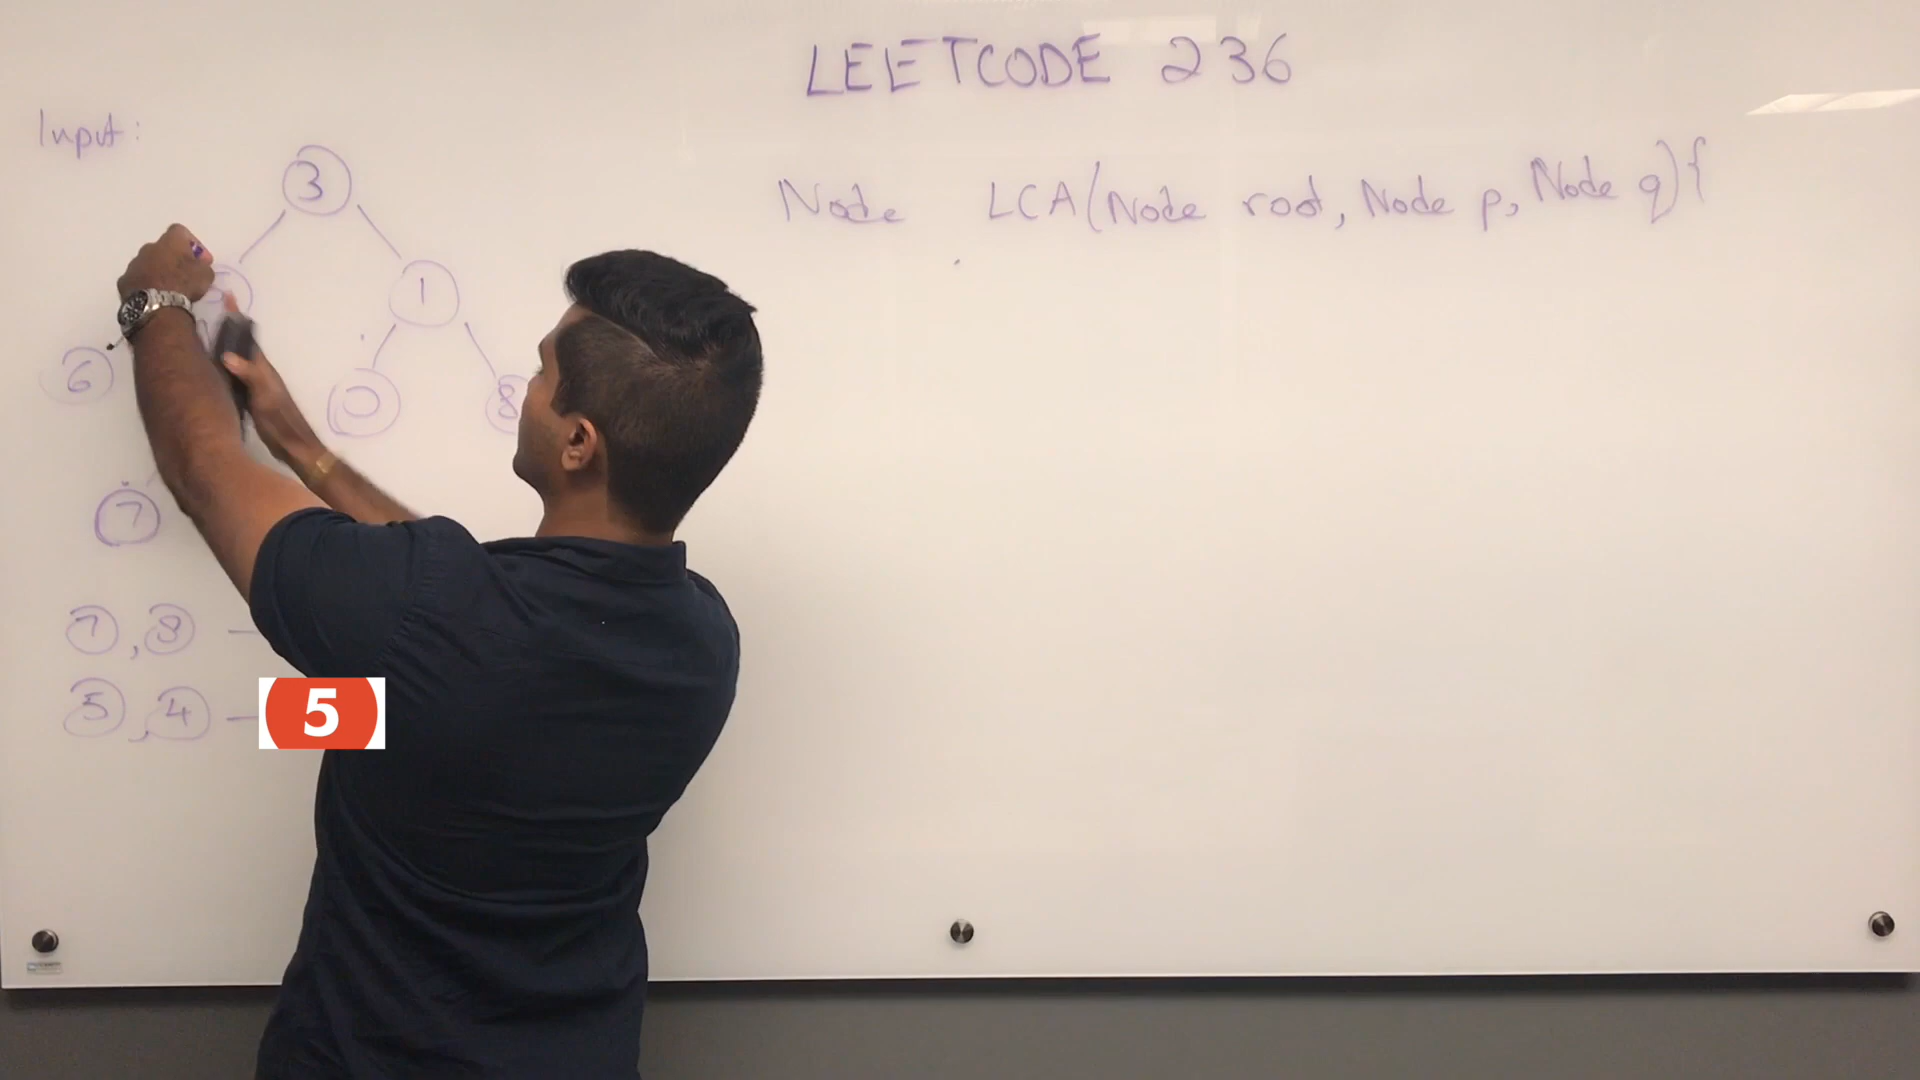 LEETCODE 236
Input:
Node LCA(Node root, Node p, Node q){
3
5 1
6 0 8
7
7, 8 —
5, 4 — 5